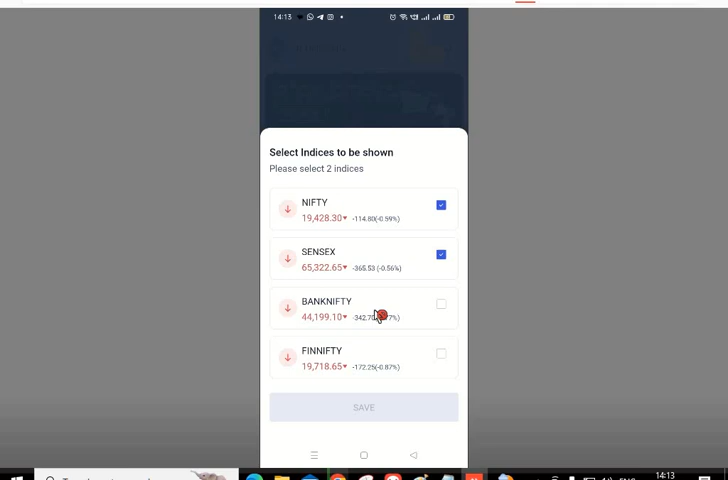 14:13
Select Indices to be shown
Please select 2 indices
NIFTY
19,428.30 -114.80(-0.59%)
SENSEX
65,322.65 -365.53 (-0.56%)
BANKNIFTY
44,199.10
FINNIFTY
19,718.65 -172.25(-0.87%)
SAVE
ENG 14:13